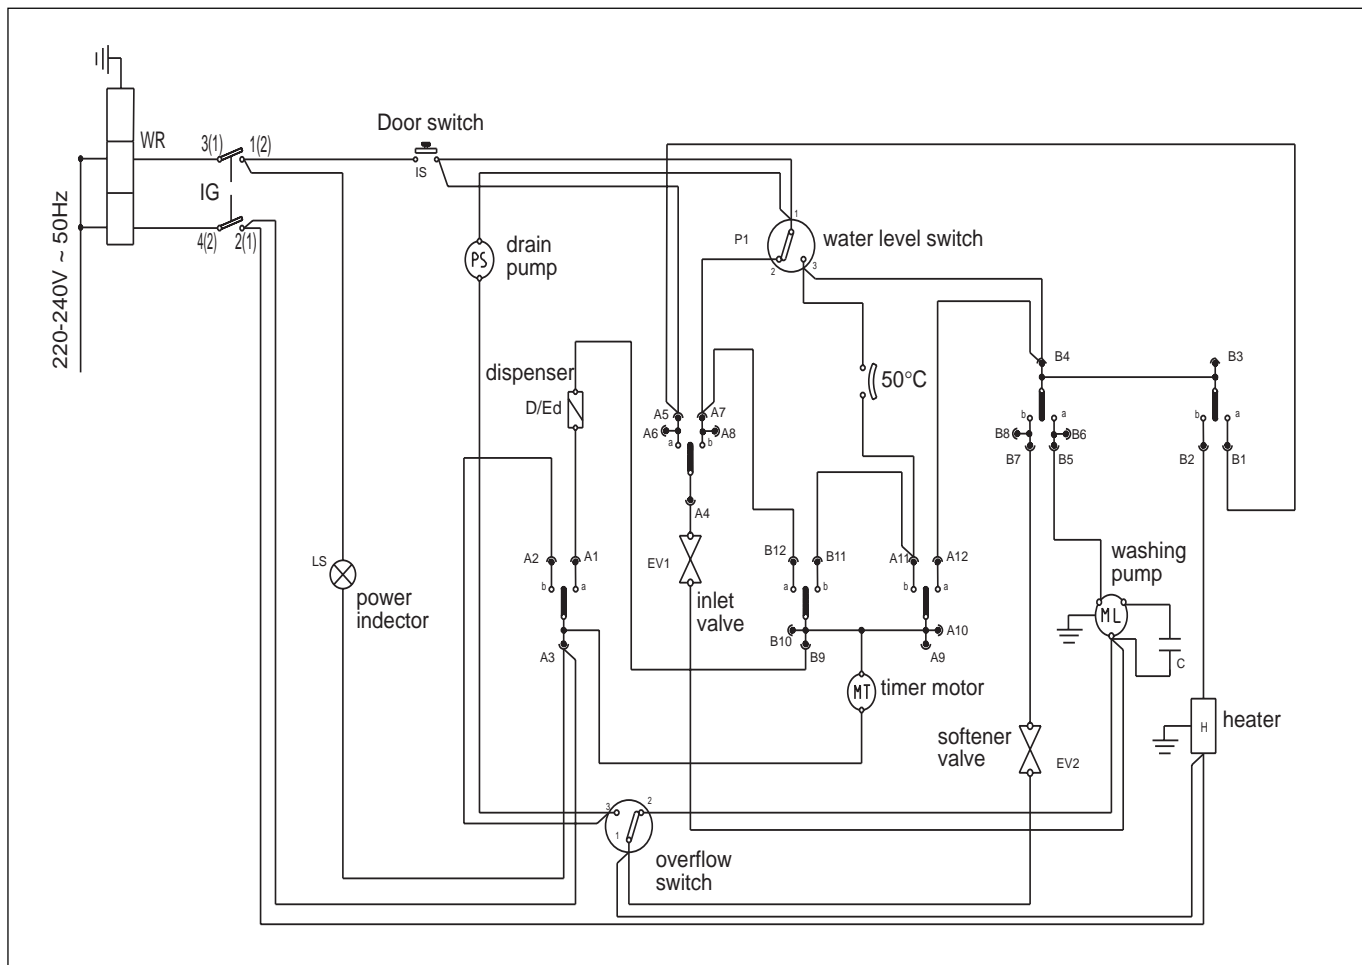 Door switch
WR
3(1)
1(2)
IS
IG
4(2)
2(1)
220-240V ~ 50Hz
drain
pump
PS
1
P1
2
3
water level switch
dispenser
D/Ed
50°C
B4
B3
A5
A7
A6
A8
a
b
b
a
b
a
B8
B6
B7
B5
B2
B1
A4
EV1
inlet
valve
LS
power
indector
A2
A1
b
a
A3
B12
B11
a
b
B10
B9
A11
A12
b
a
A10
A9
MT
timer motor
washing
pump
ML
C
softener
valve
EV2
H
heater
3
2
1
overflow
switch